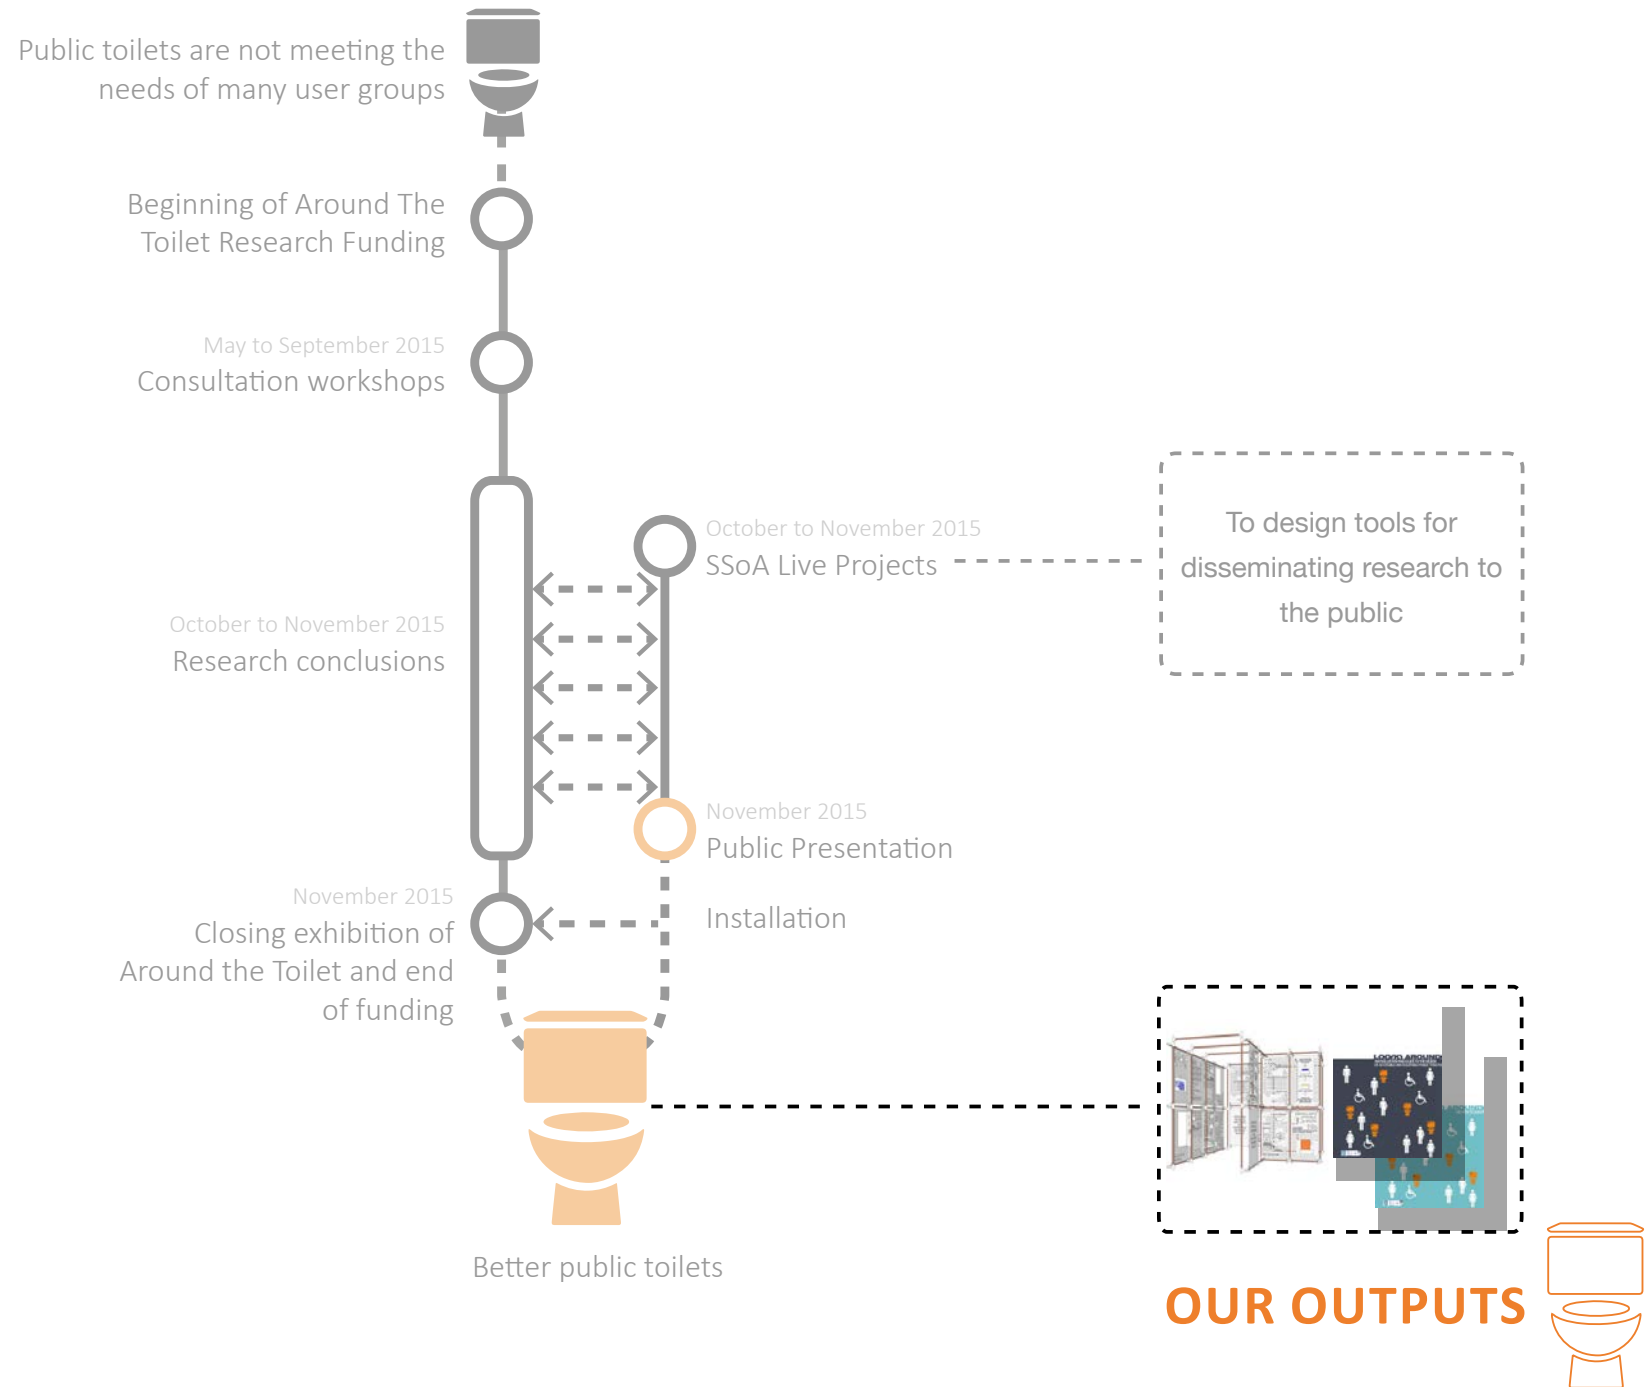 Public toilets are not meeting the
needs of many user groups
Beginning of Around The
Toilet Research Funding
May to September 2015
Consultation workshops
October to November 2015
SSoA Live Projects
To design tools for
disseminating research to
the public
October to November 2015
Research conclusions
November 2015
Public Presentation
November 2015
Closing exhibition of
Around the Toilet and end
of funding
Installation
LOO AROUND
AROUND
Better public toilets
OUR OUTPUTS